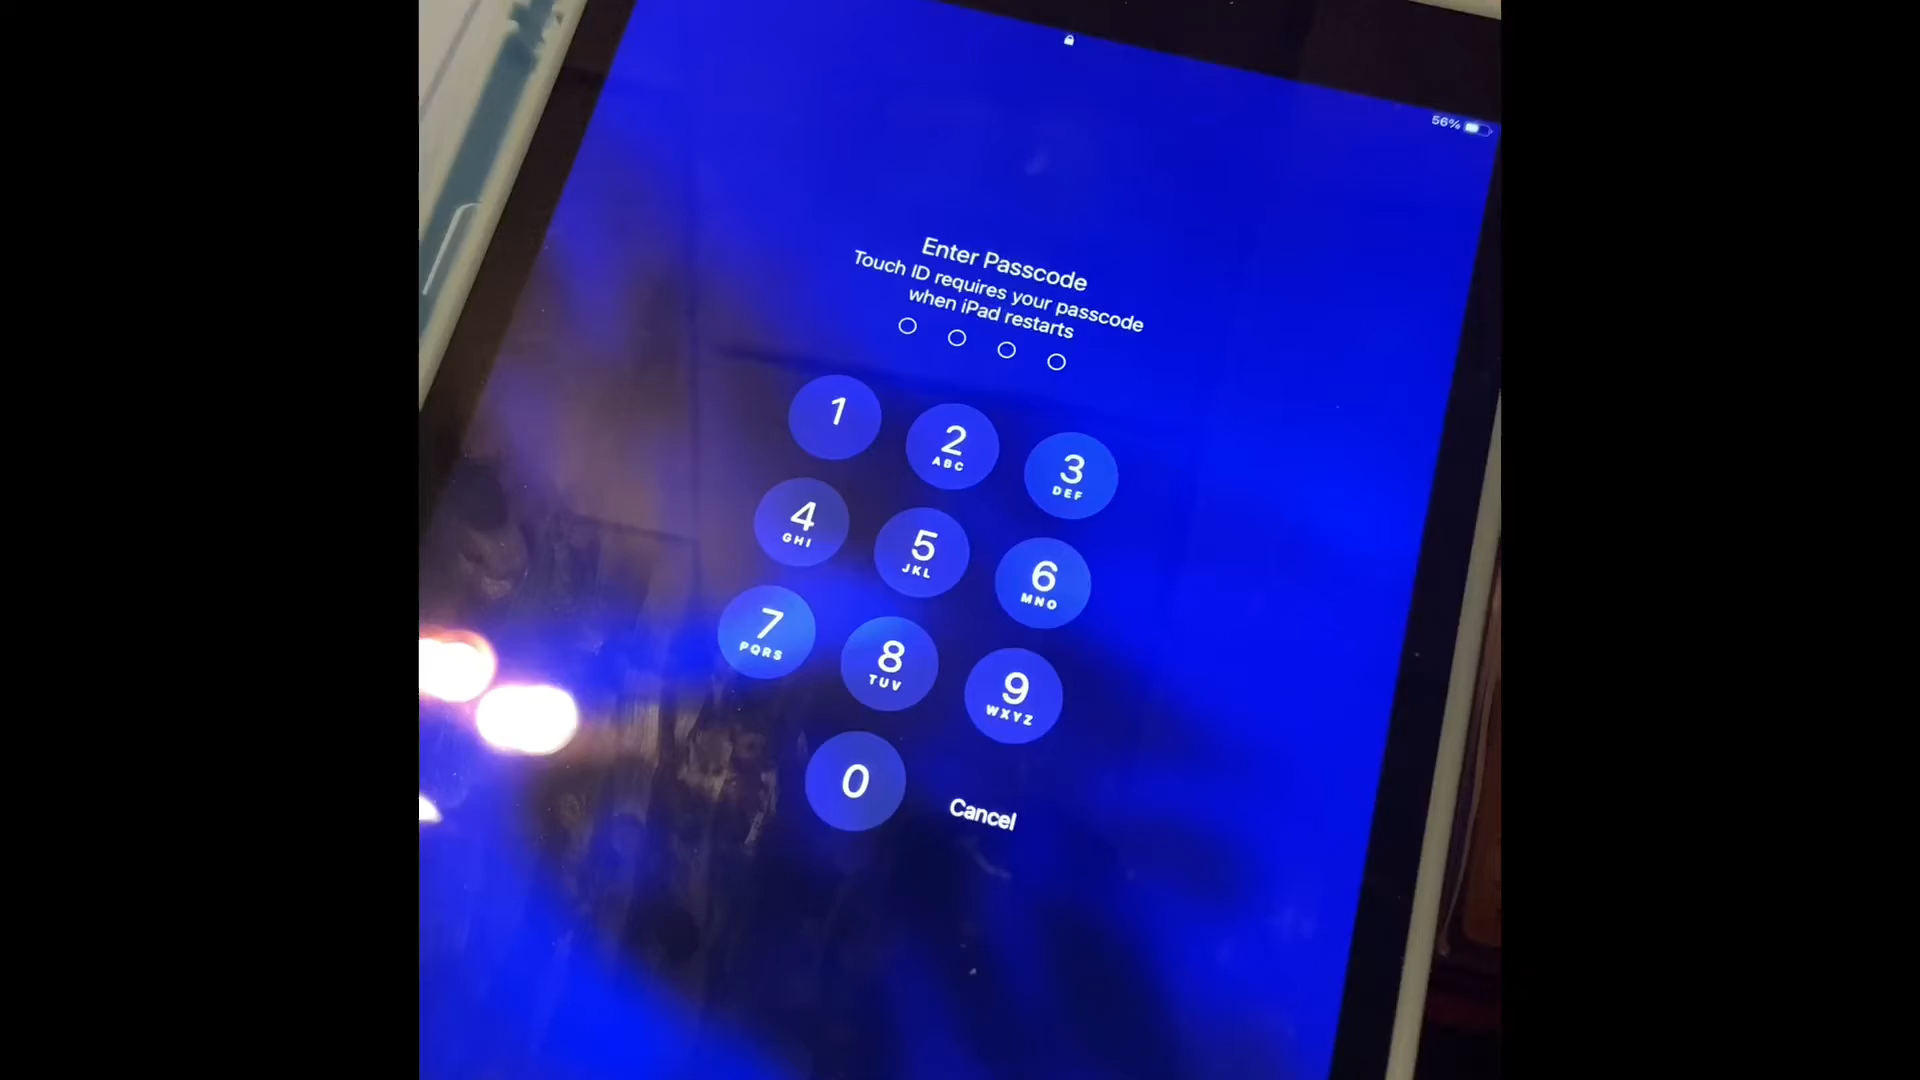 56%
Enter Passcode
Touch ID requires your passcode
when iPad restarts
1
2
ABC
3
DEF
4
GHI
5
JKL
6
MNO
7
PQRS
8
TUV
9
WXYZ
0
Cancel